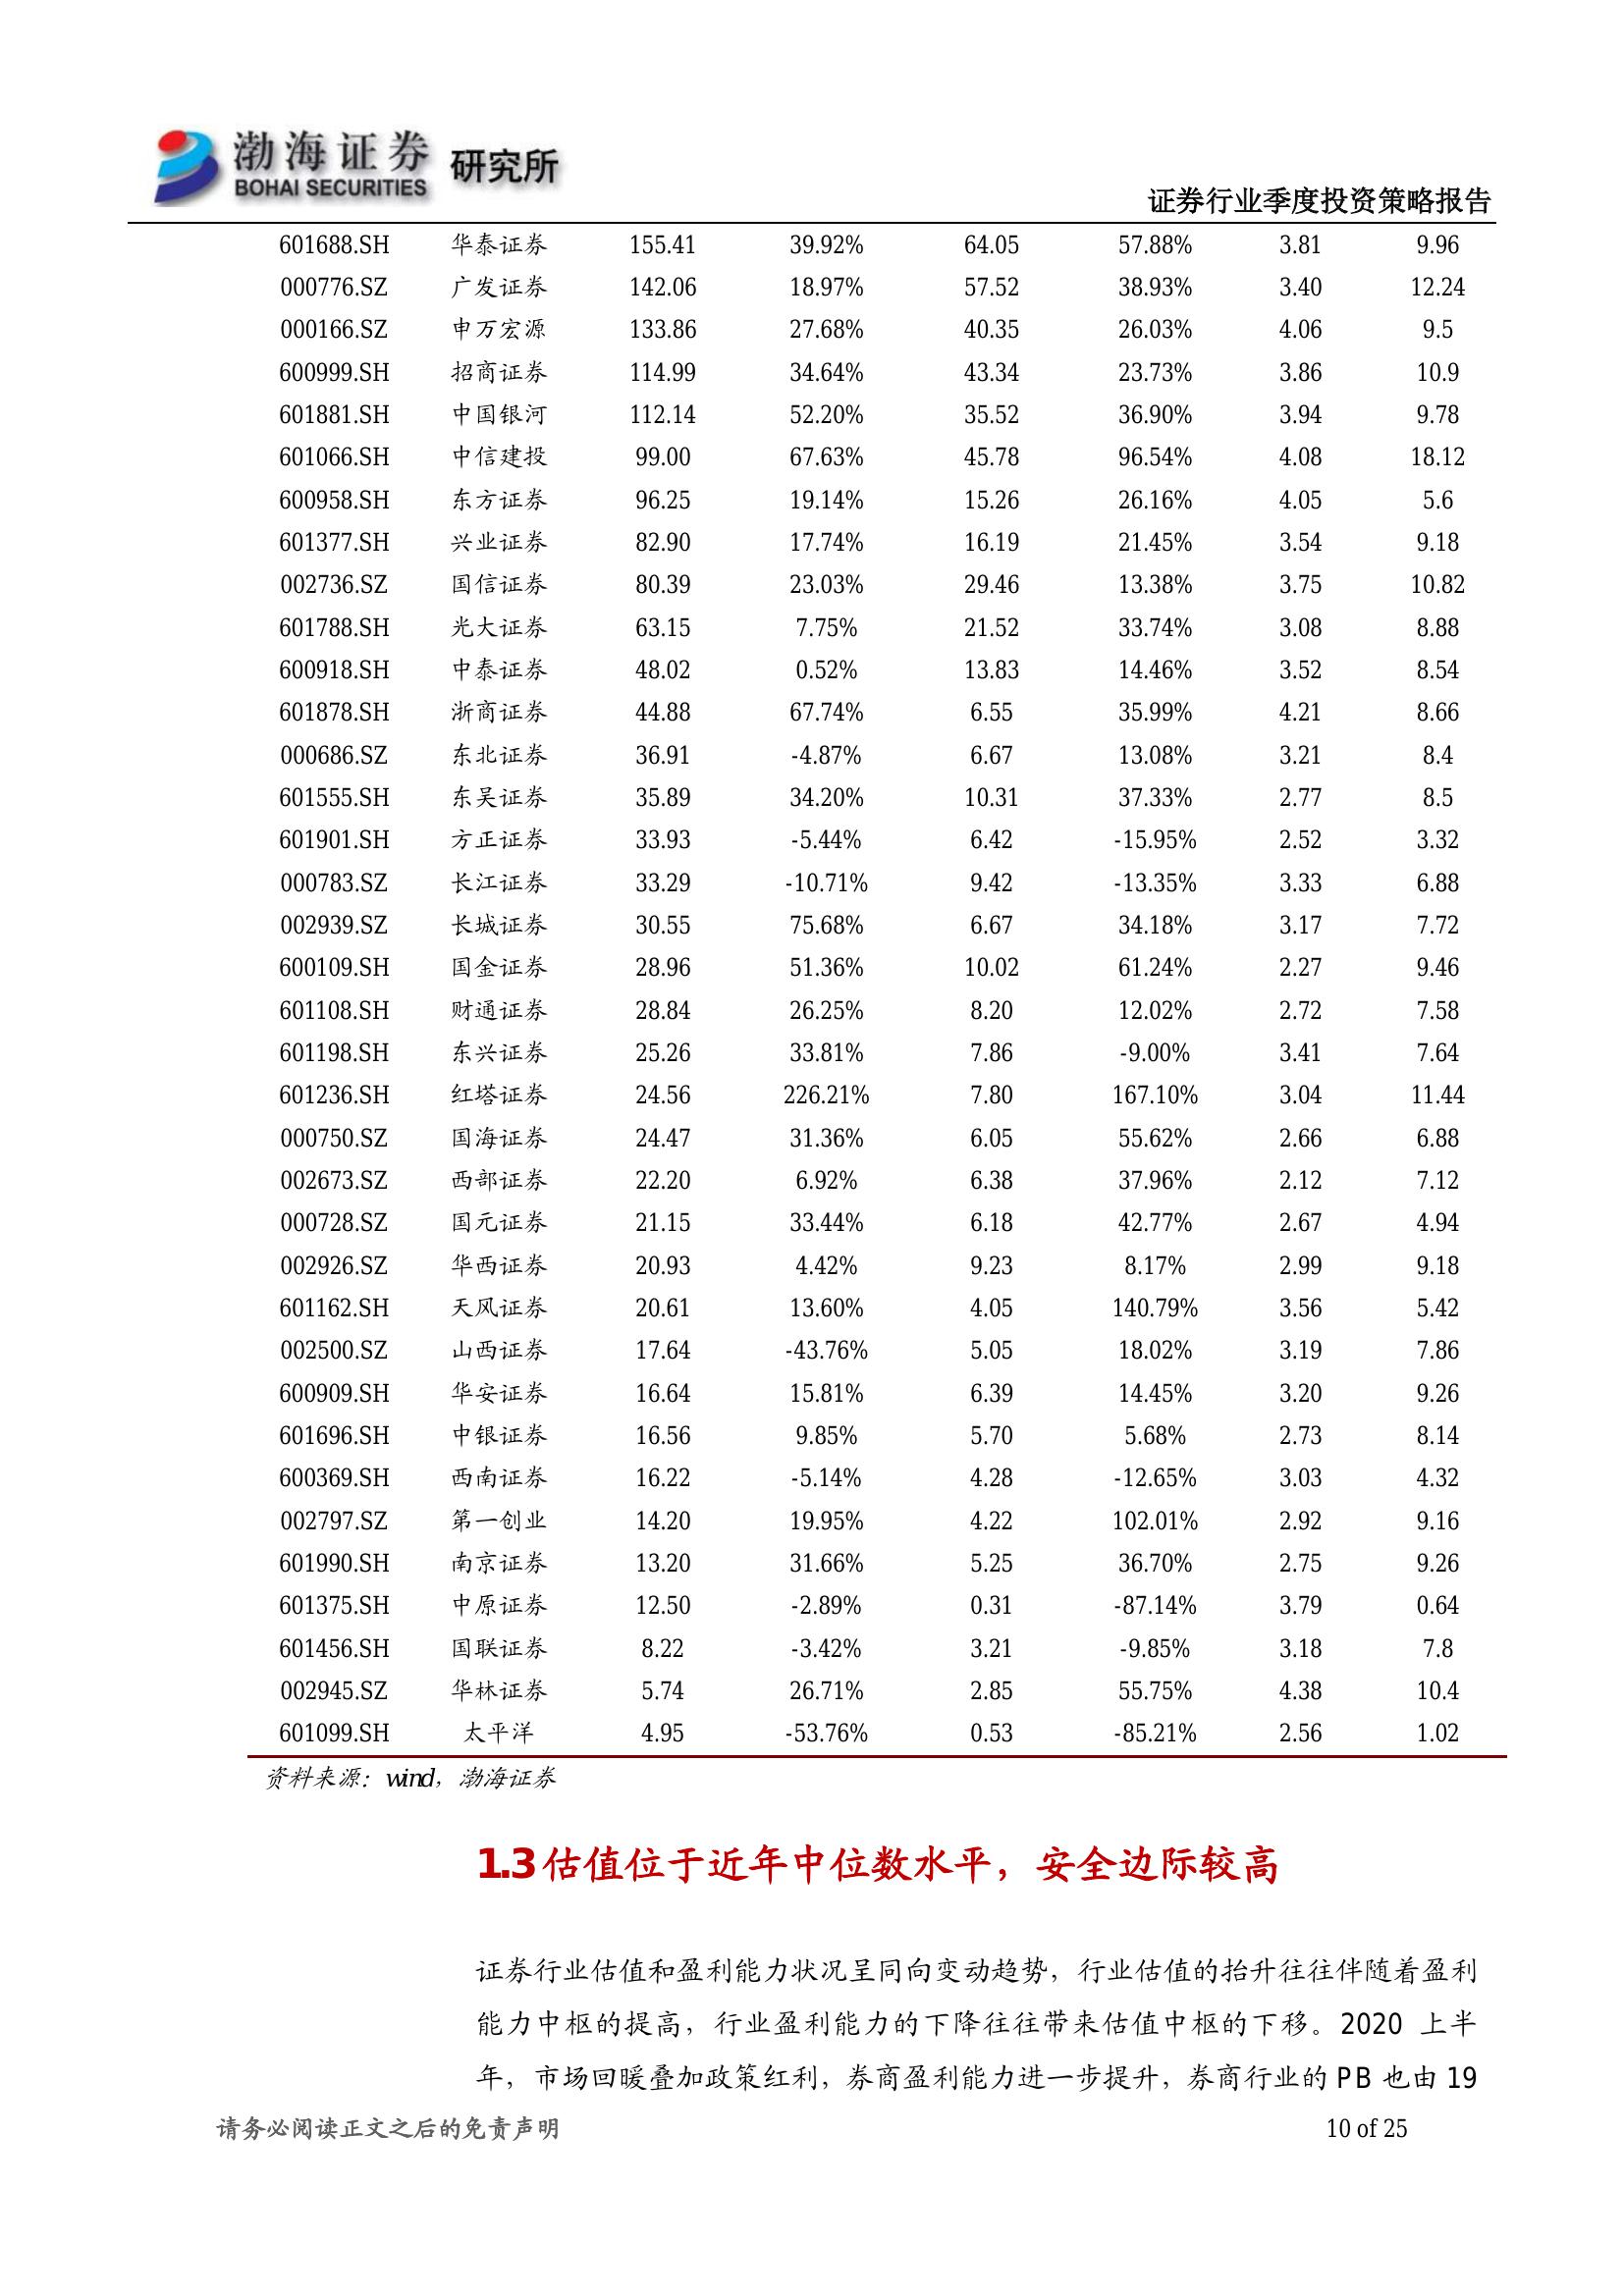 渤海证券 研究所
BOHAI SECURITIES
证券行业季度投资策略报告
601688.SH 华泰证券 155.41 39.92% 64.05 57.88% 3.81 9.96
000776.SZ 广发证券 142.06 18.97% 57.52 38.93% 3.40 12.24
000166.SZ 申万宏源 133.86 27.68% 40.35 26.03% 4.06 9.5
600999.SH 招商证券 114.99 34.64% 43.34 23.73% 3.86 10.9
601881.SH 中国银河 112.14 52.20% 35.52 36.90% 3.94 9.78
601066.SH 中信建投 99.00 67.63% 45.78 96.54% 4.08 18.12
600958.SH 东方证券 96.25 19.14% 15.26 26.16% 4.05 5.6
601377.SH 兴业证券 82.90 17.74% 16.19 21.45% 3.54 9.18
002736.SZ 国信证券 80.39 23.03% 29.46 13.38% 3.75 10.82
601788.SH 光大证券 63.15 7.75% 21.52 33.74% 3.08 8.88
600918.SH 中泰证券 48.02 0.52% 13.83 14.46% 3.52 8.54
601878.SH 浙商证券 44.88 67.74% 6.55 35.99% 4.21 8.66
000686.SZ 东北证券 36.91 -4.87% 6.67 13.08% 3.21 8.4
601555.SH 东吴证券 35.89 34.20% 10.31 37.33% 2.77 8.5
601901.SH 方正证券 33.93 -5.44% 6.42 -15.95% 2.52 3.32
000783.SZ 长江证券 33.29 -10.71% 9.42 -13.35% 3.33 6.88
002939.SZ 长城证券 30.55 75.68% 6.67 34.18% 3.17 7.72
600109.SH 国金证券 28.96 51.36% 10.02 61.24% 2.27 9.46
601108.SH 财通证券 28.84 26.25% 8.20 12.02% 2.72 7.58
601198.SH 东兴证券 25.26 33.81% 7.86 -9.00% 3.41 7.64
601236.SH 红塔证券 24.56 226.21% 7.80 167.10% 3.04 11.44
000750.SZ 国海证券 24.47 31.36% 6.05 55.62% 2.66 6.88
002673.SZ 西部证券 22.20 6.92% 6.38 37.96% 2.12 7.12
000728.SZ 国元证券 21.15 33.44% 6.18 42.77% 2.67 4.94
002926.SZ 华西证券 20.93 4.42% 9.23 8.17% 2.99 9.18
601162.SH 天风证券 20.61 13.60% 4.05 140.79% 3.56 5.42
002500.SZ 山西证券 17.64 -43.76% 5.05 18.02% 3.19 7.86
600909.SH 华安证券 16.64 15.81% 6.39 14.45% 3.20 9.26
601696.SH 中银证券 16.56 9.85% 5.70 5.68% 2.73 8.14
600369.SH 西南证券 16.22 -5.14% 4.28 -12.65% 3.03 4.32
002797.SZ 第一创业 14.20 19.95% 4.22 102.01% 2.92 9.16
601990.SH 南京证券 13.20 31.66% 5.25 36.70% 2.75 9.26
601375.SH 中原证券 12.50 -2.89% 0.31 -87.14% 3.79 0.64
601456.SH 国联证券 8.22 -3.42% 3.21 -9.85% 3.18 7.8
002945.SZ 华林证券 5.74 26.71% 2.85 55.75% 4.38 10.4
601099.SH 太平洋 4.95 -53.76% 0.53 -85.21% 2.56 1.02
资料来源：wind，渤海证券
1.3 估值位于近年中位数水平，安全边际较高
证券行业估值和盈利能力状况呈同向变动趋势，行业估值的抬升往往伴随着盈利
能力中枢的提高，行业盈利能力的下降往往带来估值中枢的下移。2020 上半
年，市场回暖叠加政策红利，券商盈利能力进一步提升，券商行业的 PB 也由 19
请务必阅读正文之后的免责声明 10 of 25